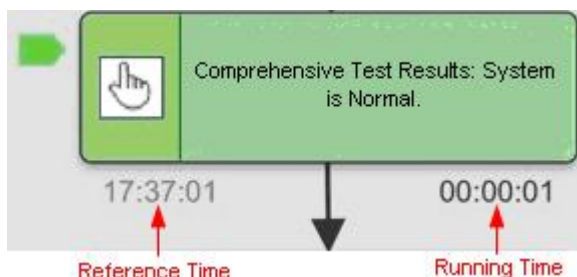 Comprehensive Test Results: System
is Normal.
17:37:01 00:00:01
Reference Time Running Time